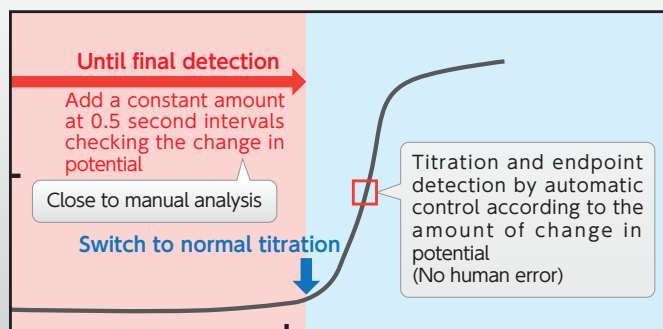 Until final detection
Add a constant amount
at 0.5 second intervals
checking the change in
potential
Close to manual analysis
Switch to normal titration
Titration and endpoint
detection by automatic
control according to the
amount of change in
potential
(No human error)